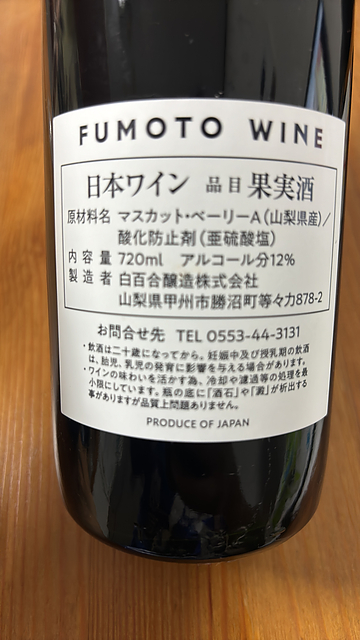 FUMOTO WINE
日本ワイン 品目 果実酒
原材料名 マスカット・ベーリーA(山梨県産)/
酸化防止剤(亜硫酸塩)
内容量 720ml アルコール分12%
製造者 白百合醸造株式会社
山梨県甲州市勝沼町等々力878-2
お問合せ先 TEL 0553-44-3131
・飲酒は二十歳になってから。妊娠中及び授乳期の飲酒
は、胎児、乳児の発育に影響を与える場合があります。
・ワインの味わいを活かす為、冷却や濾過等の処理を最
小限にしています。瓶の底に「酒石」や「澱」が析出する
事がありますが品質上問題ありません。
PRODUCE OF JAPAN